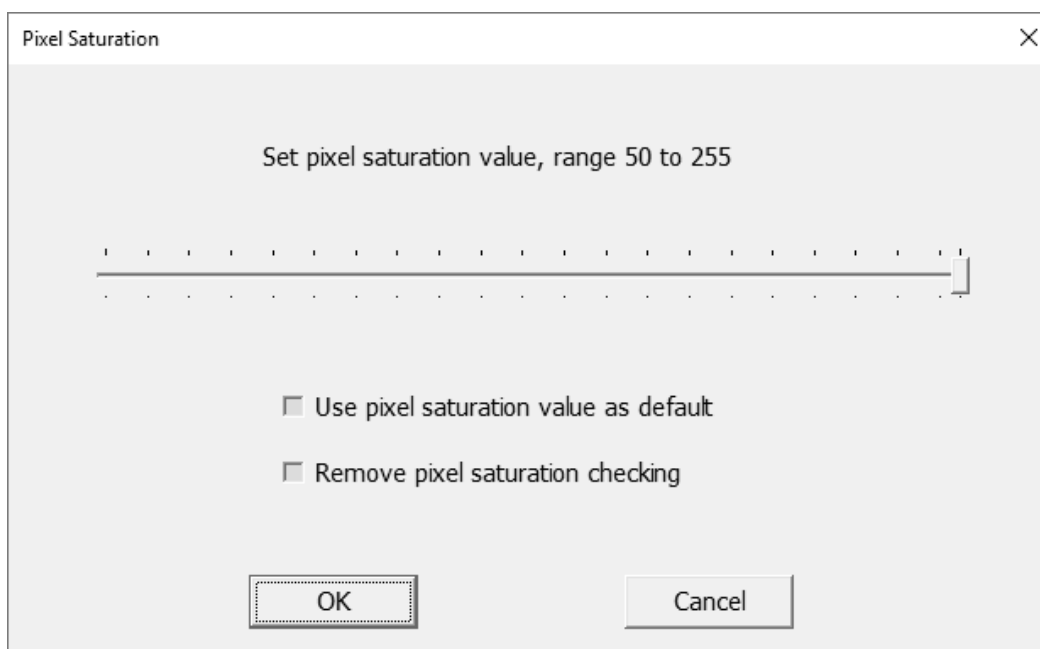 Pixel Saturation
Set pixel saturation value, range 50 to 255
Use pixel saturation value as default
Remove pixel saturation checking
OK
Cancel